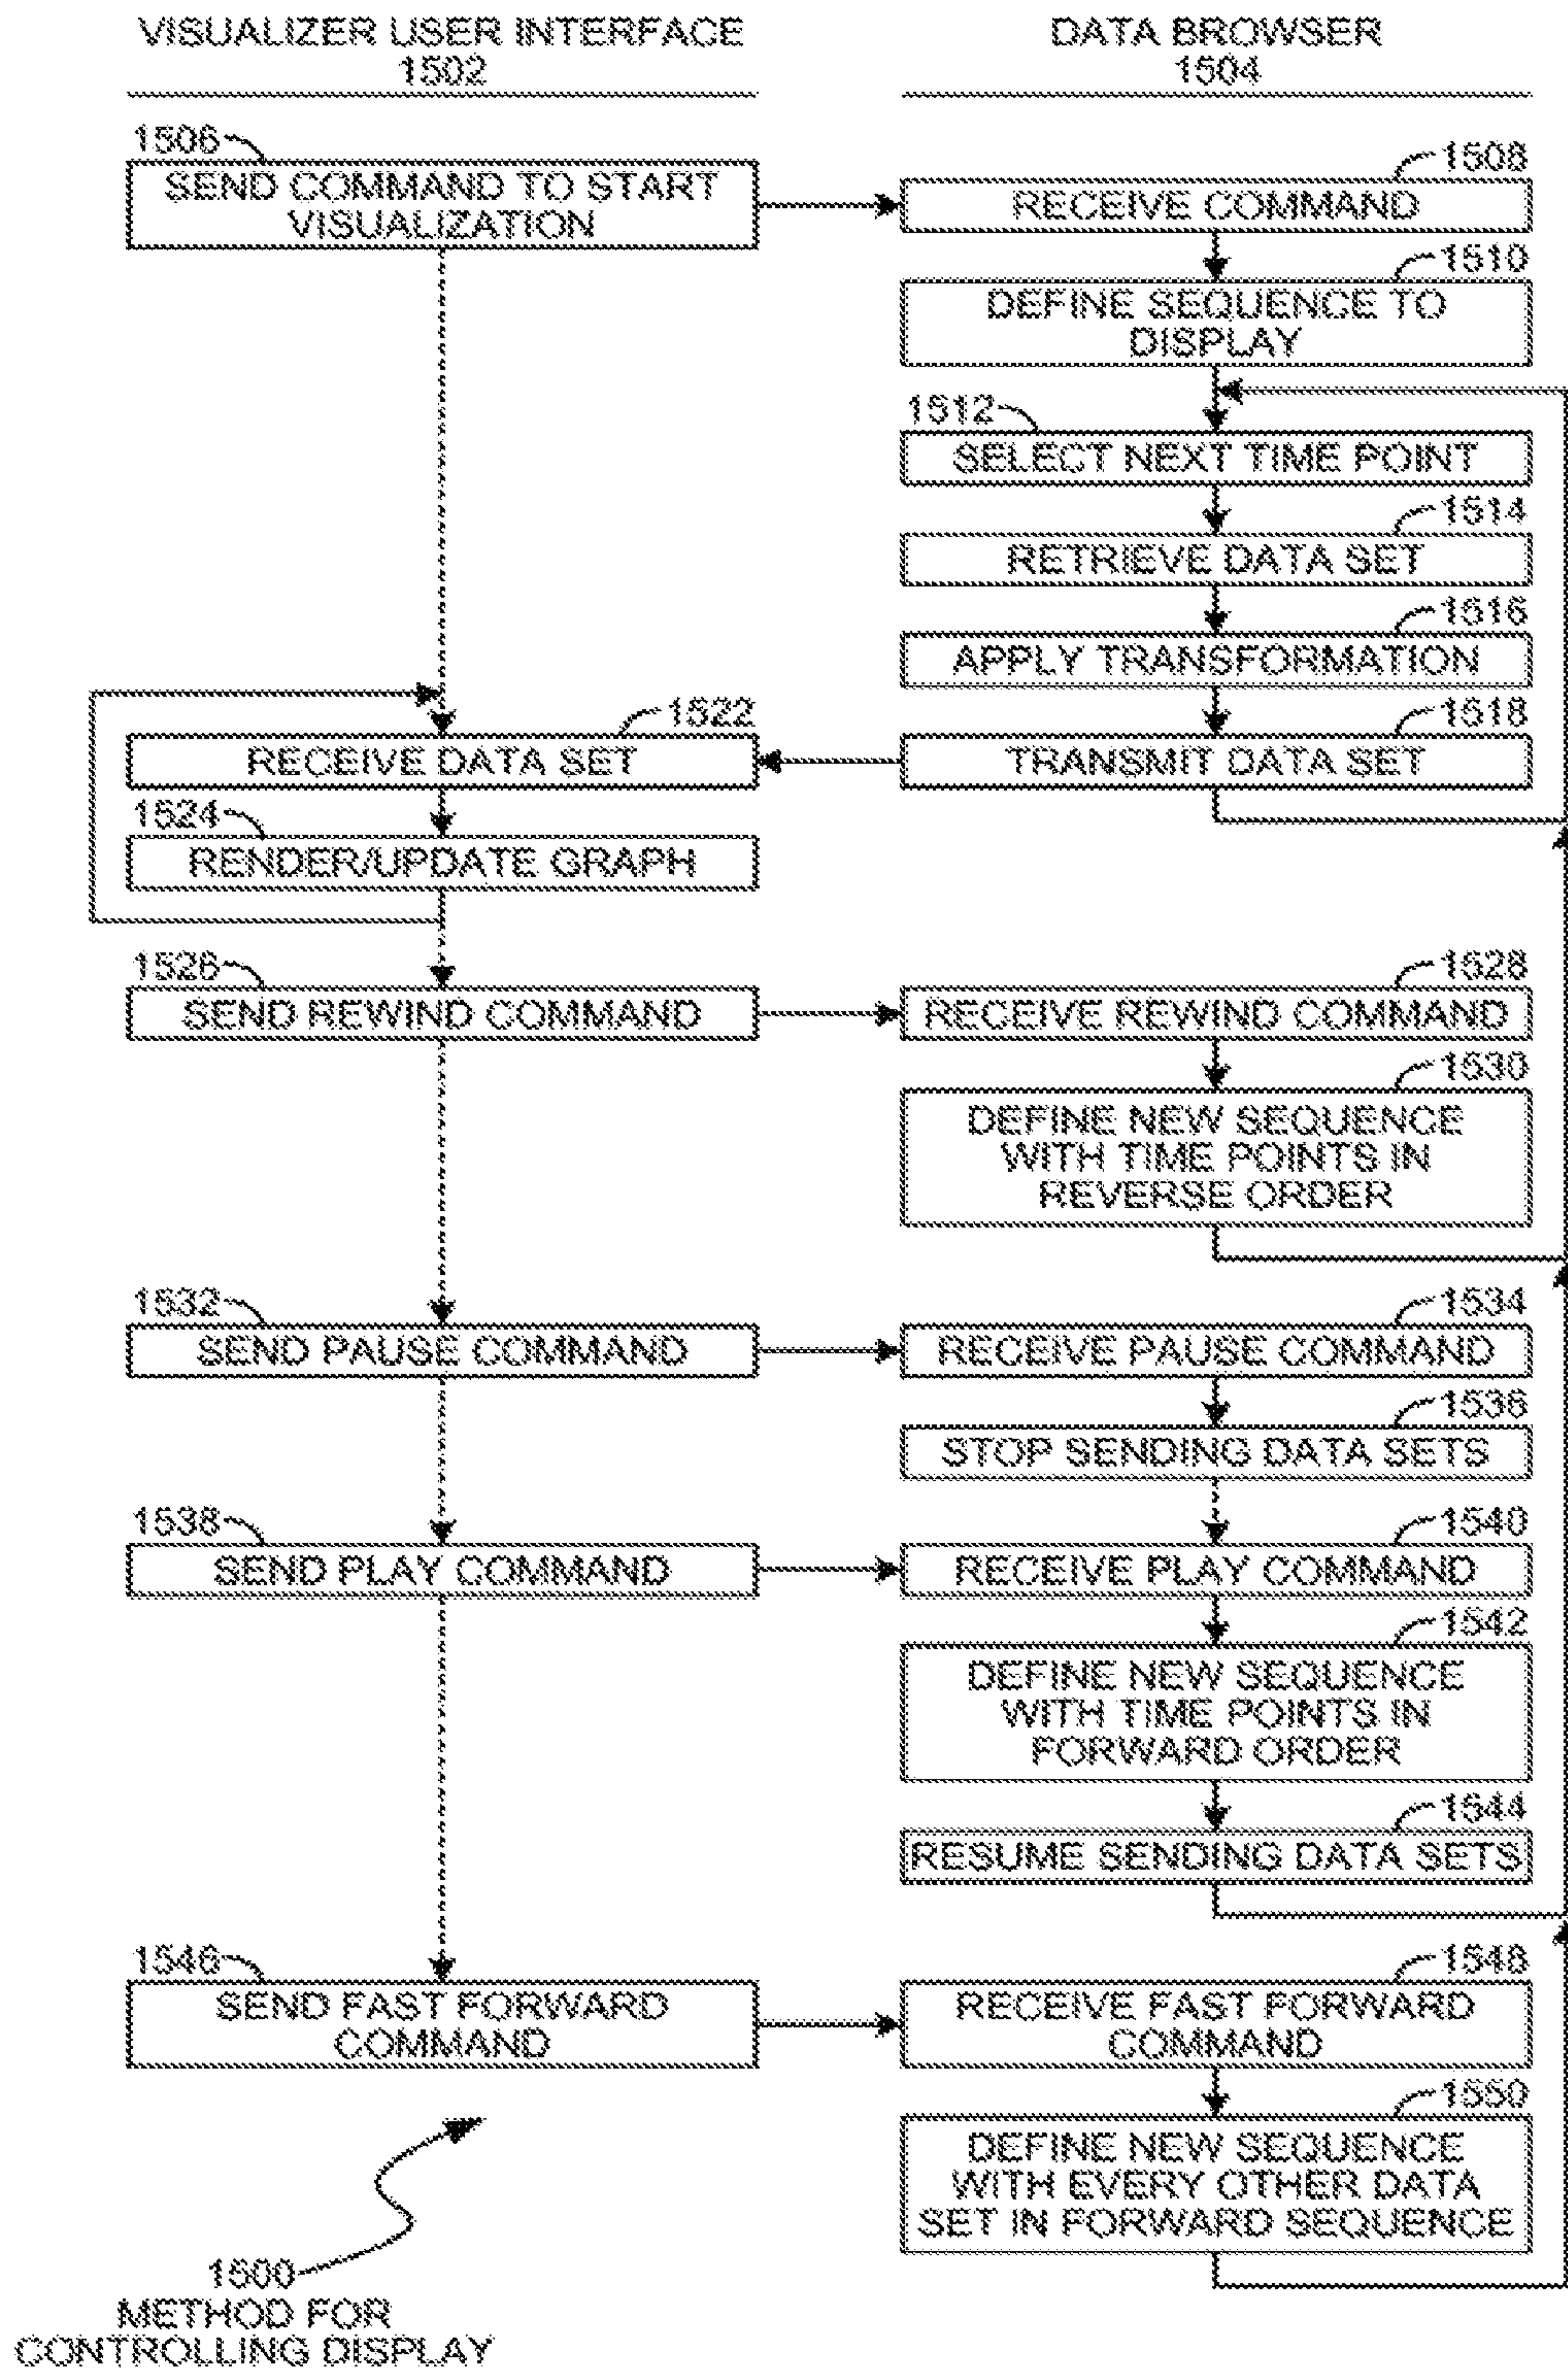 VISUALIZER USER INTERFACE
1502
DATA BROWSER
1504
1506
SEND COMMAND TO START
VISUALIZATION
1508
RECEIVE COMMAND
1510
DEFINE SEQUENCE TO
DISPLAY
1512
SELECT NEXT TIME POINT
1514
RETRIEVE DATA SET
1516
APPLY TRANSFORMATION
1522
RECEIVE DATA SET
1518
TRANSMIT DATA SET
1524
RENDER/UPDATE GRAPH
1526
SEND REWIND COMMAND
1528
RECEIVE REWIND COMMAND
1530
DEFINE NEW SEQUENCE
WITH TIME POINTS IN
REVERSE ORDER
1532
SEND PAUSE COMMAND
1534
RECEIVE PAUSE COMMAND
1536
STOP SENDING DATA SETS
1538
SEND PLAY COMMAND
1540
RECEIVE PLAY COMMAND
1542
DEFINE NEW SEQUENCE
WITH TIME POINTS IN
FORWARD ORDER
1544
RESUME SENDING DATA SETS
1546
SEND FAST FORWARD
COMMAND
1548
RECEIVE FAST FORWARD
COMMAND
1550
DEFINE NEW SEQUENCE
WITH EVERY OTHER DATA
SET IN FORWARD SEQUENCE
1500
METHOD FOR
CONTROLLING DISPLAY